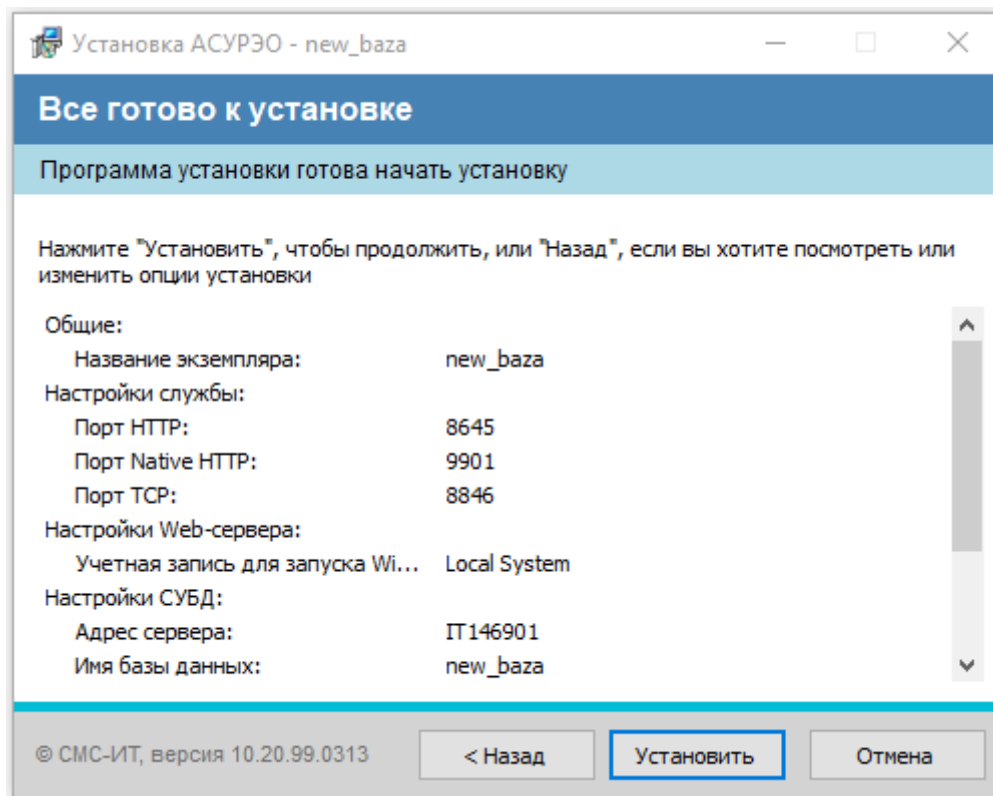 Установка АСУРЭО - new_baza
Все готово к установке
Программа установки готова начать установку
Нажмите "Установить", чтобы продолжить, или "Назад", если вы хотите посмотреть или
изменить опции установки
Общие:
Название экземпляра: new_baza
Настройки службы:
Порт HTTP: 8645
Порт Native HTTP: 9901
Порт TCP: 8846
Настройки Web-сервера:
Учетная запись для запуска Wi... Local System
Настройки СУБД:
Адрес сервера: IT146901
Имя базы данных: new_baza
© СМС-ИТ, версия 10.20.99.0313 < Назад Установить Отмена